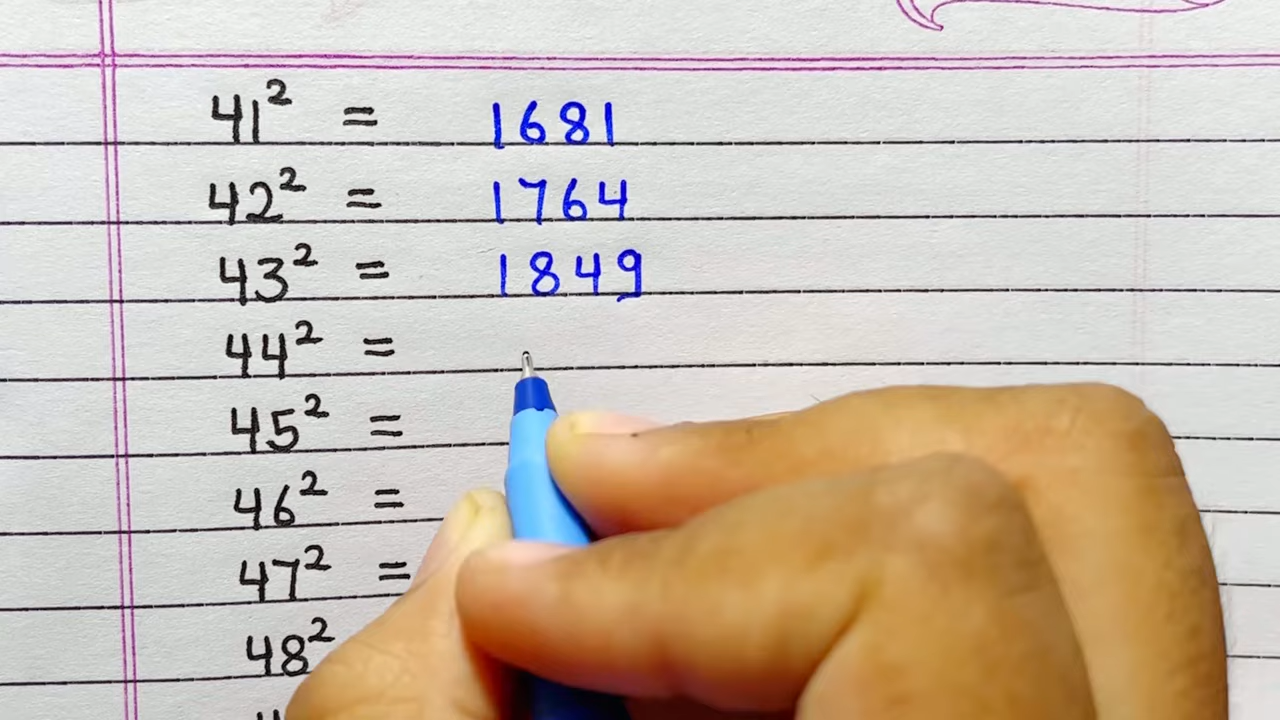 41² = 1681
42² = 1764
43² = 1849
44² =
45² =
46² =
47² =
48²